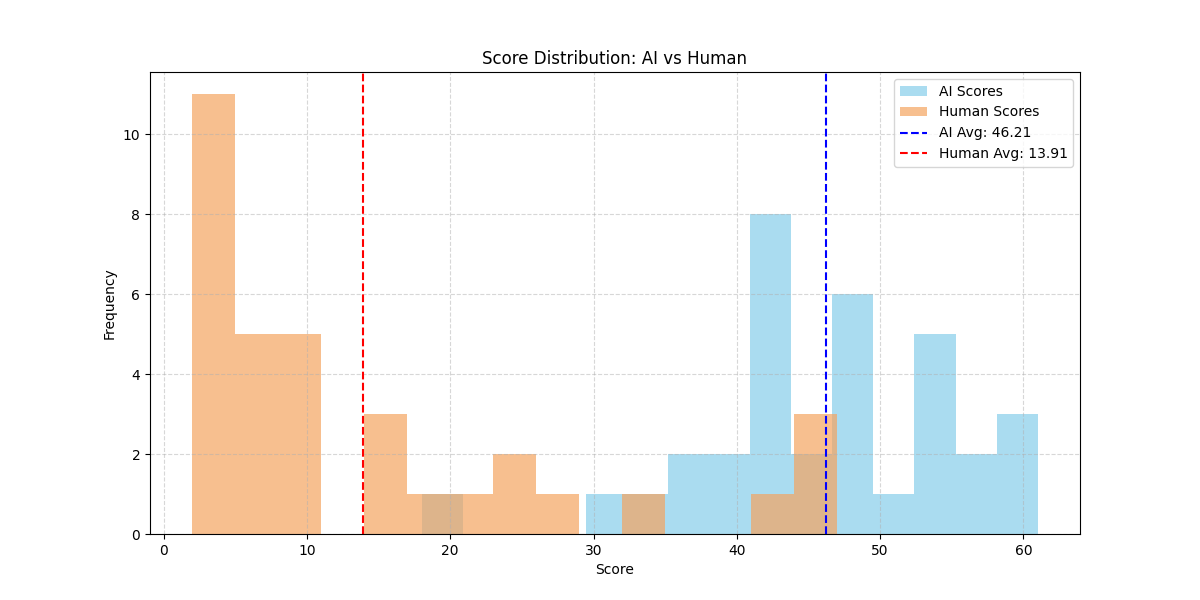 Score Distribution: AI vs Human
AI Scores
Human Scores
AI Avg: 46.21
Human Avg: 13.91
Frequency
10
8
6
4
2
0
0 10 20 30 40 50 60
Score